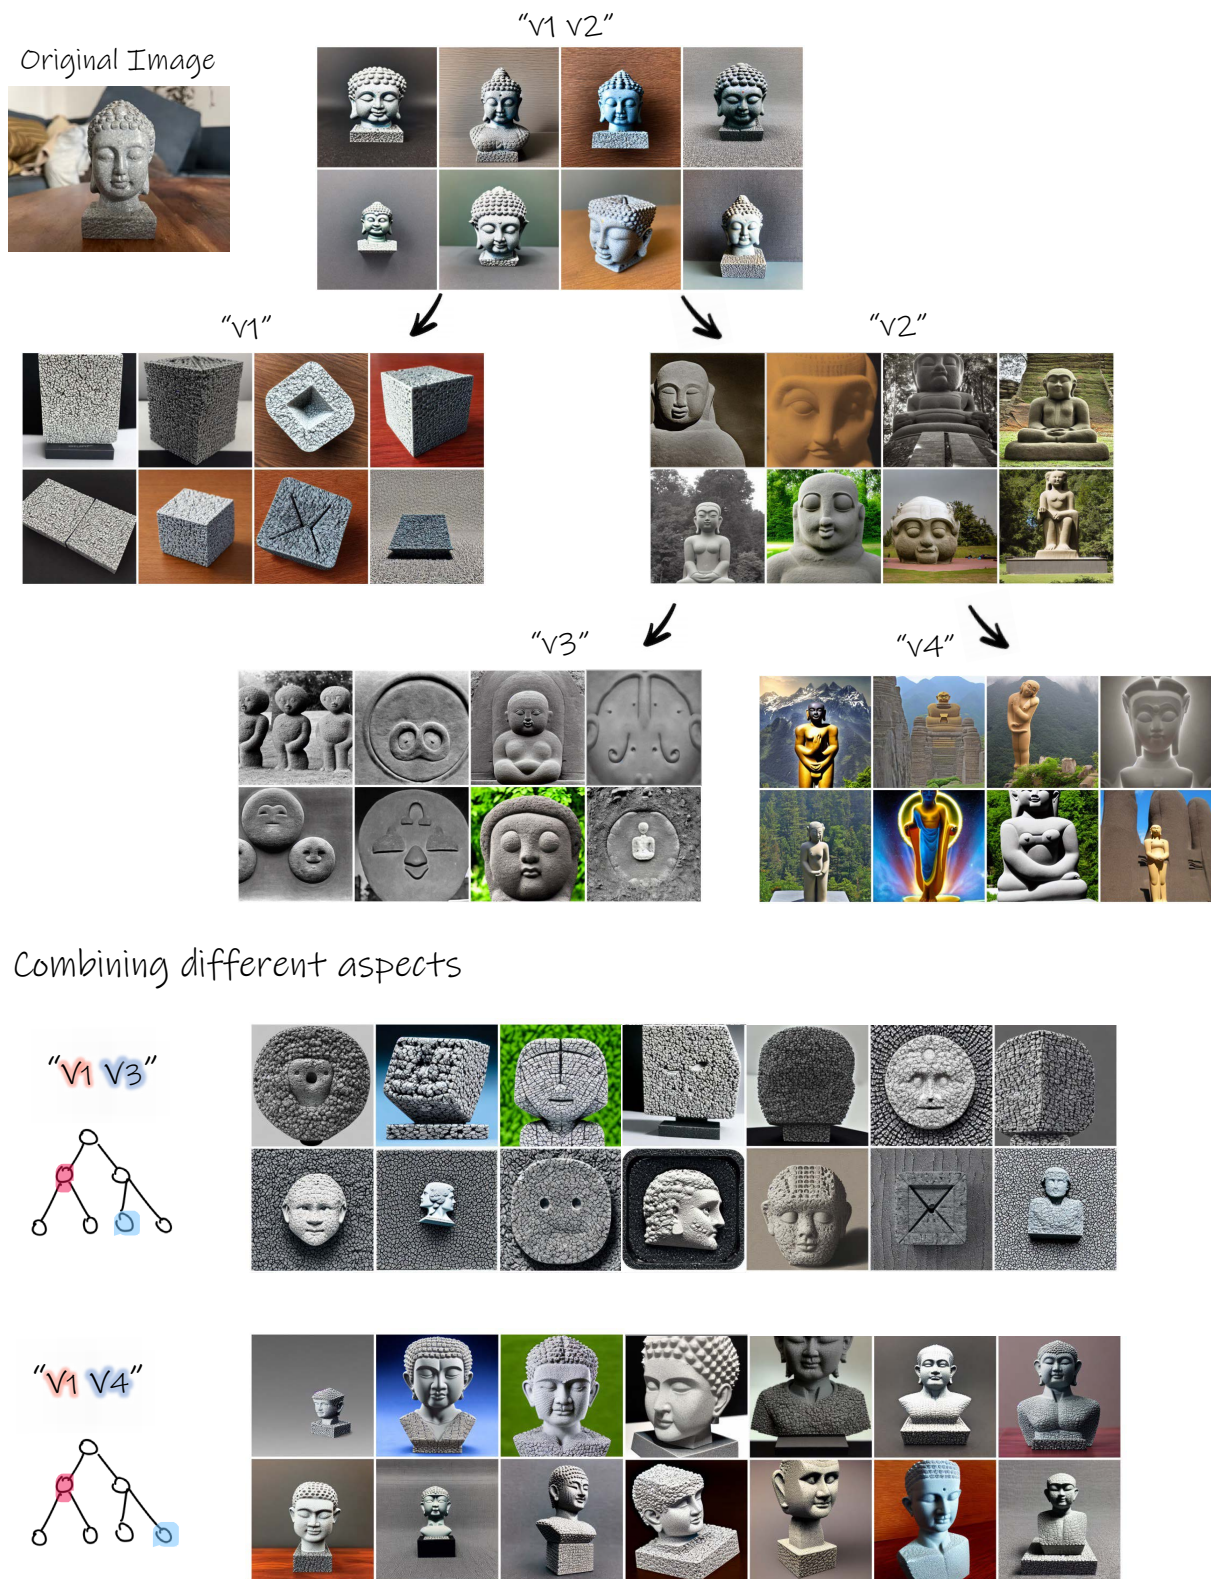 Original Image
“v1 v2”
“v1”
“v2”
“v3”
“v4”
Combining different aspects
“v1 v3”
“v1 v4”